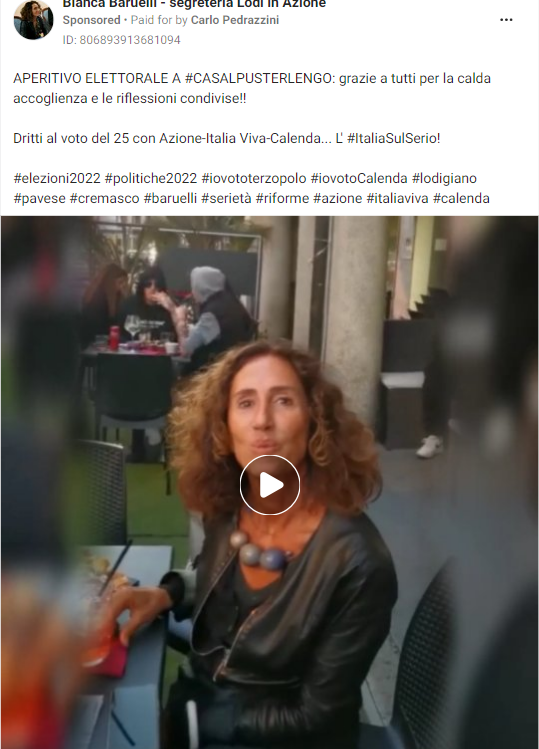 Bianca Baruelli - segreteria Lodi in Azione
Sponsored • Paid for by Carlo Pedrazzini
ID: 806893913681094
APERITIVO ELETTORALE A #CASALPUSTERLENGO: grazie a tutti per la calda
accoglienza e le riflessioni condivise!!
Dritti al voto del 25 con Azione-Italia Viva-Calenda... L' #ItaliaSulSerio!
#elezioni2022 #politiche2022 #iovototerzopolo #iovotoCalenda #lodigiano
#pavese #cremasco #baruelli #serietà #riforme #azione #italiaviva #calenda